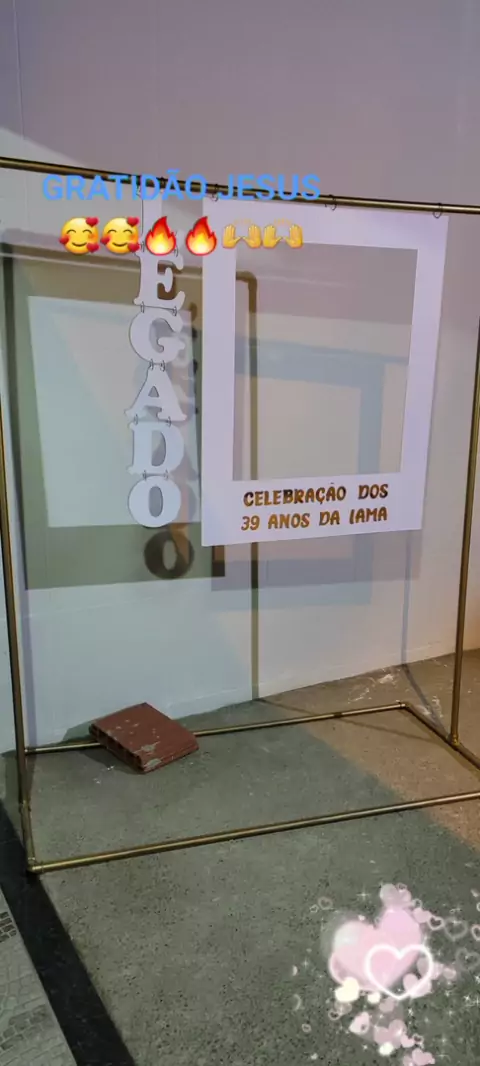 GRATIDÃO JESUS
🥰🥰🔥🔥🙌🙌
EGADO
CELEBRAÇÃO DOS
39 ANOS DA IAMA